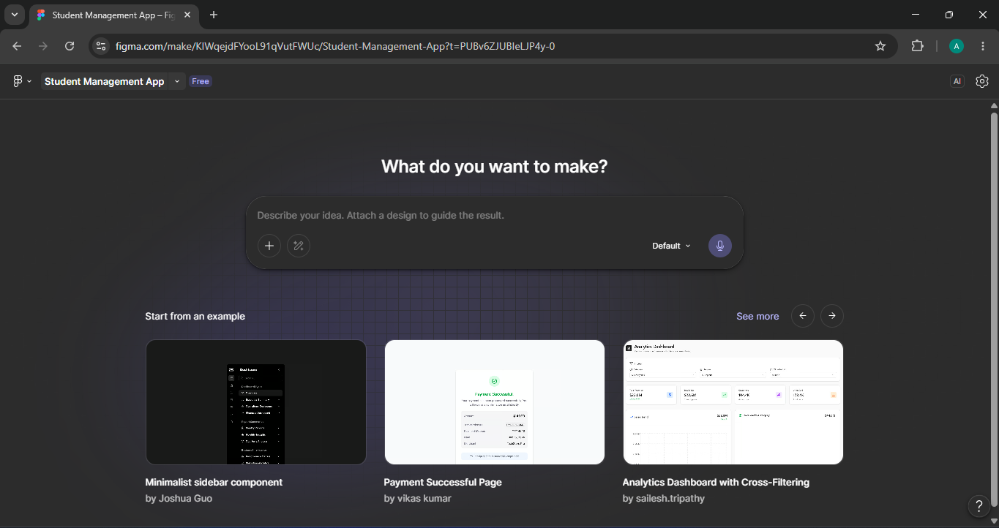 Student Management App – Fig
figma.com/make/KIWqejdFYooL91qVutFWUc/Student-Management-App?t=PUBv6ZJUBIeLJP4y-0
A
Student Management App
Free
AI
What do you want to make?
Describe your idea. Attach a design to guide the result.
Default
Start from an example
See more
Dashboard
Payment Successful
Analytics Dashboard
Minimalist sidebar component
Payment Successful Page
Analytics Dashboard with Cross-Filtering
by Joshua Guo
by vikas kumar
by sailesh.tripathy
?